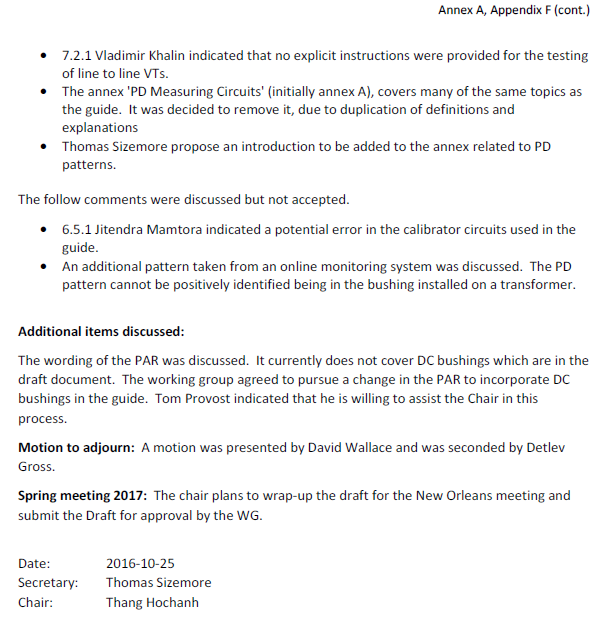 Annex A, Appendix F (cont.)
• 7.2.1 Vladimir Khalin indicated that no explicit instructions were provided for the testing
of line to line VTs.
• The annex 'PD Measuring Circuits' (initially annex A), covers many of the same topics as
the guide.  It was decided to remove it, due to duplication of definitions and
explanations
• Thomas Sizemore propose an introduction to be added to the annex related to PD
patterns.
The follow comments were discussed but not accepted.
• 6.5.1 Jitendra Mamtora indicated a potential error in the calibrator circuits used in the
guide.
• An additional pattern taken from an online monitoring system was discussed.  The PD
pattern cannot be positively identified being in the bushing installed on a transformer.
Additional items discussed:
The wording of the PAR was discussed.  It currently does not cover DC bushings which are in the
draft document.  The working group agreed to pursue a change in the PAR to incorporate DC
bushings in the guide.  Tom Provost indicated that he is willing to assist the Chair in this
process.
Motion to adjourn:  A motion was presented by David Wallace and was seconded by Detlev
Gross.
Spring meeting 2017:  The chair plans to wrap-up the draft for the New Orleans meeting and
submit the Draft for approval by the WG.
Date: 2016-10-25
Secretary: Thomas Sizemore
Chair: Thang Hochanh